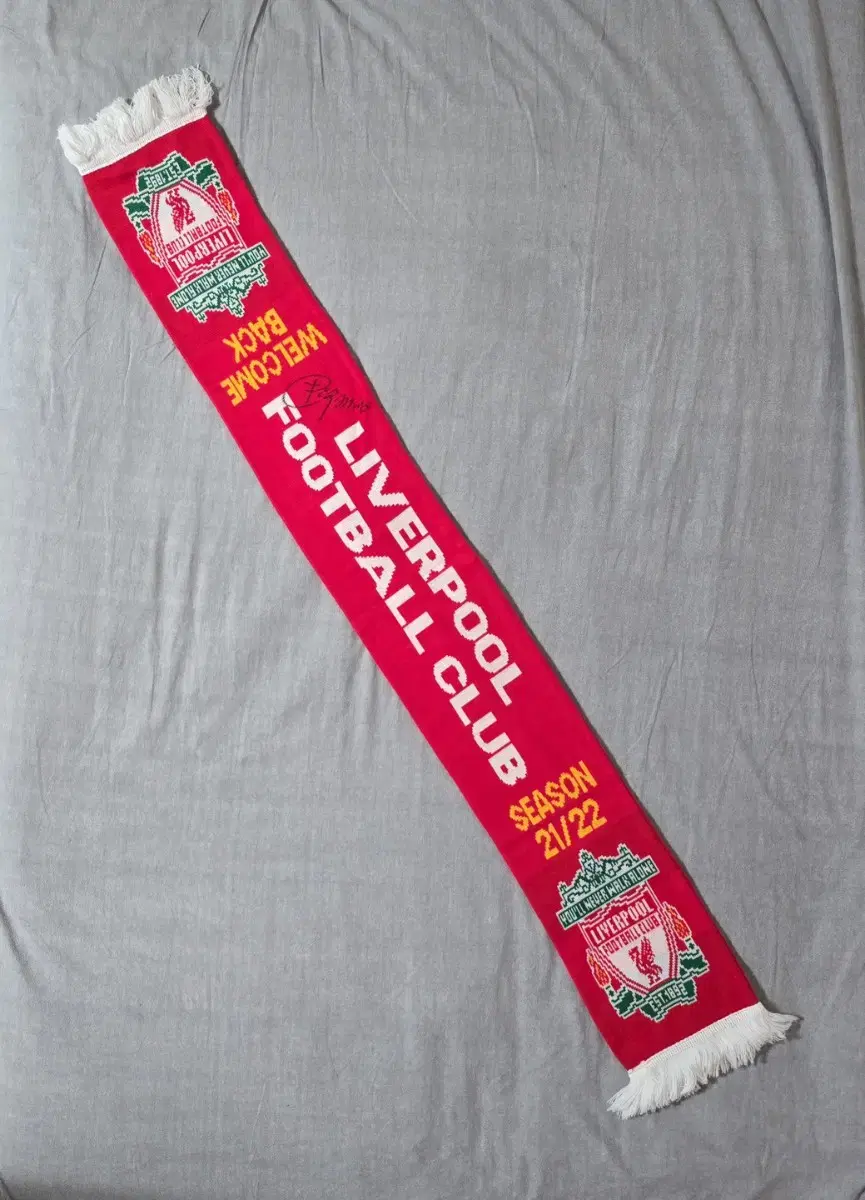 EST.1892
LIVERPOOL
FOOTBALL CLUB
YOU'LL NEVER WALK ALONE
WELCOME
BACK
LIVERPOOL
FOOTBALL CLUB
SEASON
21/22
YOU'LL NEVER WALK ALONE
LIVERPOOL
FOOTBALL CLUB
EST.1892